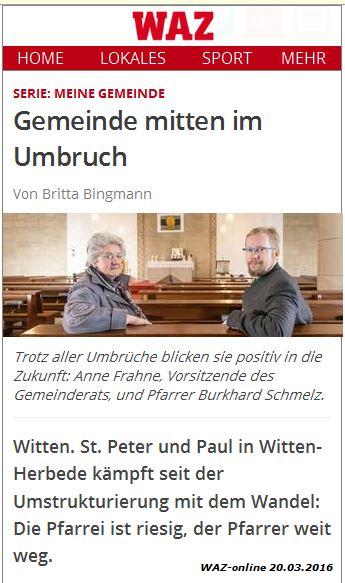 WAZ
HOME LOKALES SPORT MEHR
SERIE: MEINE GEMEINDE
Gemeinde mitten im
Umbruch
Von Britta Bingmann
Trotz aller Umbrüche blicken sie positiv in die
Zukunft: Anne Frahne, Vorsitzende des
Gemeinderats, und Pfarrer Burkhard Schmelz.
Witten. St. Peter und Paul in Witten-
Herbede kämpft seit der
Umstrukturierung mit dem Wandel:
Die Pfarrei ist riesig, der Pfarrer weit
weg.
WAZ-online 20.03.2016